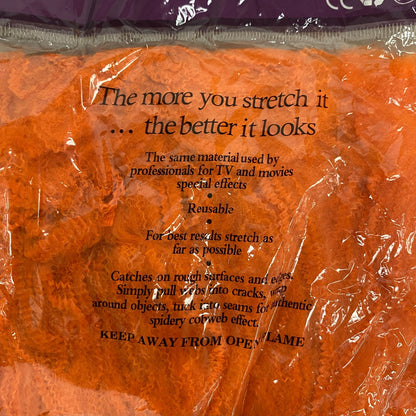 The more you stretch it
... the better it looks
The same material used by
professionals for TV and movies
special effects
•
Reusable
•
For best results stretch as
far as possible
•
Catches on rough surfaces and edges.
Simply pull webs into cracks, wrap
around objects, tuck into seams for authentic
spidery cobweb effect.
KEEP AWAY FROM OPEN FLAME